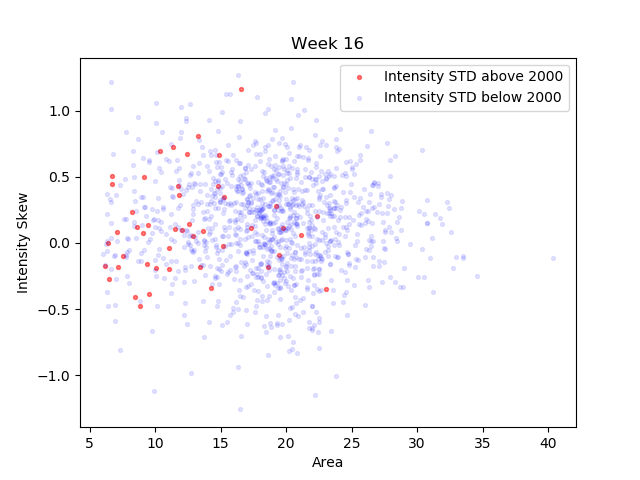 Week 16
Intensity STD above 2000
Intensity STD below 2000
1.0
0.5
0.0
−0.5
−1.0
Intensity Skew
5 10 15 20 25 30 35 40
Area